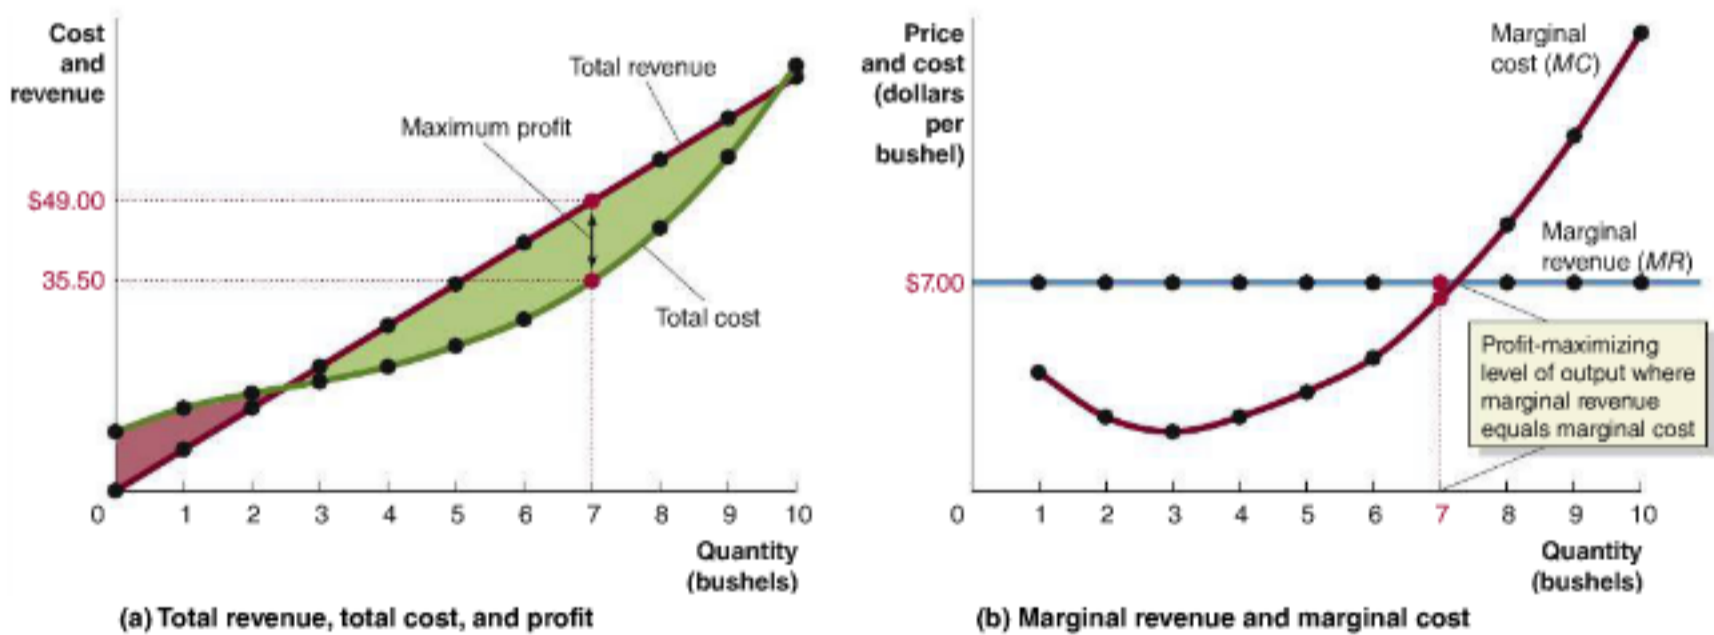 Cost
and
revenue
Total revenue
Maximum profit
$49.00
35.50
Total cost
0 1 2 3 4 5 6 7 8 9 10
Quantity
(bushels)
(a) Total revenue, total cost, and profit
Price
and cost
(dollars
per
bushel)
Marginal
cost (MC)
Marginal
revenue (MR)
$7.00
Profit-maximizing
level of output where
marginal revenue
equals marginal cost
0 1 2 3 4 5 6 7 8 9 10
Quantity
(bushels)
(b) Marginal revenue and marginal cost